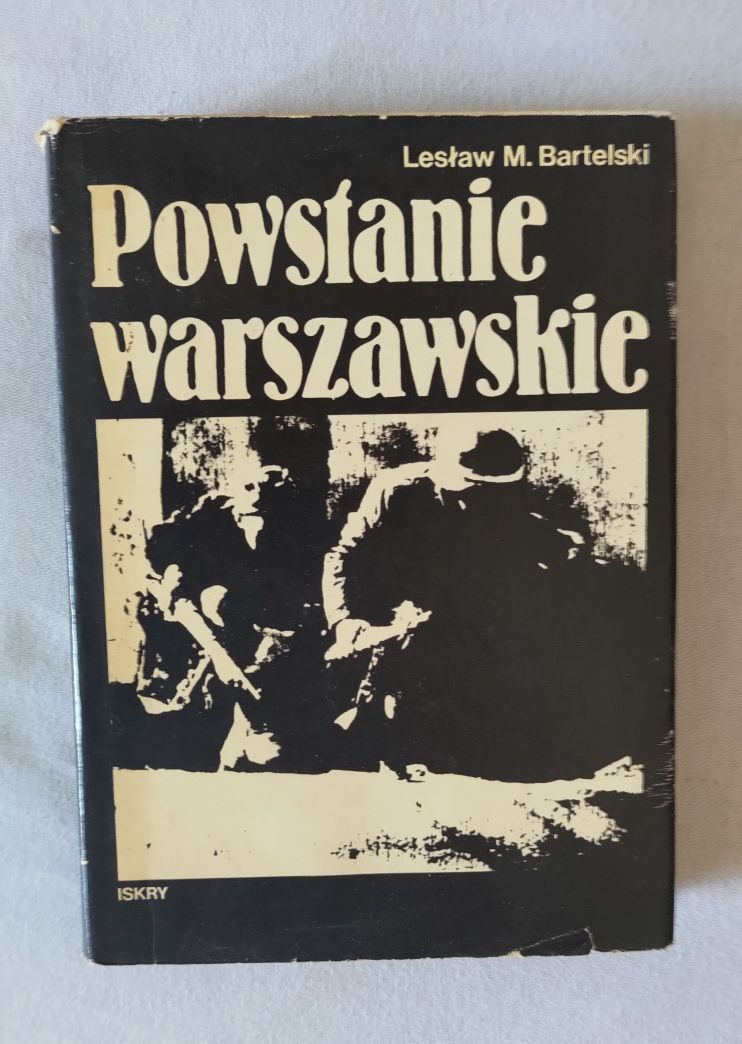 Lesław M. Bartelski
Powstanie
warszawskie
ISKRY